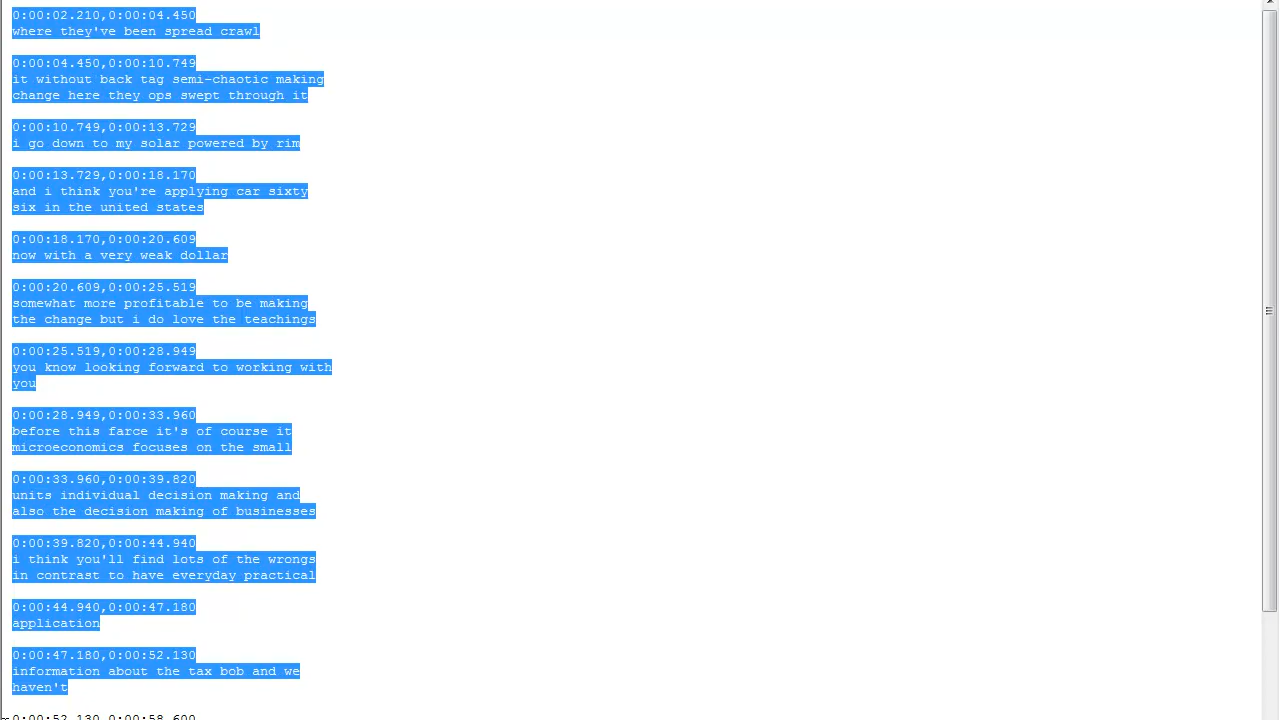 0:00:02.210,0:00:04.450
where they've been spread crawl
0:00:04.450,0:00:10.749
it without back tag semi-chaotic making
change here they ops swept through it
0:00:10.749,0:00:13.729
i go down to my solar powered by rim
0:00:13.729,0:00:18.170
and i think you're applying car sixty
six in the united states
0:00:18.170,0:00:20.609
now with a very weak dollar
0:00:20.609,0:00:25.519
somewhat more profitable to be making
the change but i do love the teachings
0:00:25.519,0:00:28.949
you know looking forward to working with
you
0:00:28.949,0:00:33.960
before this farce it's of course it
microeconomics focuses on the small
0:00:33.960,0:00:39.820
units individual decision making and
also the decision making of businesses
0:00:39.820,0:00:44.940
i think you'll find lots of the wrongs
in contrast to have everyday practical
0:00:44.940,0:00:47.180
application
0:00:47.180,0:00:52.130
information about the tax bob and we
haven't
0:00:52.130,0:00:58.600